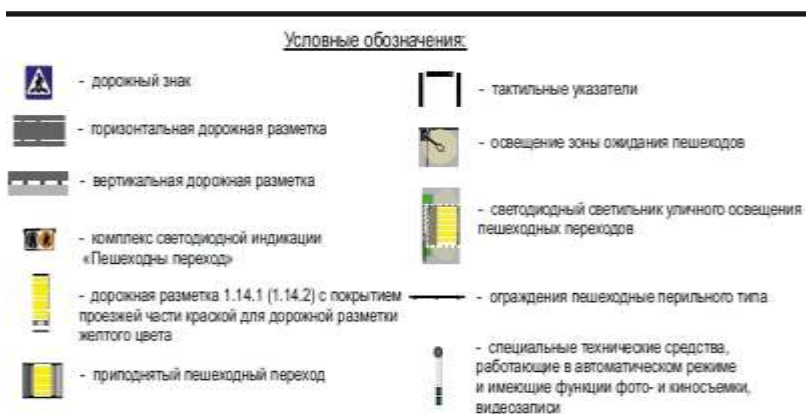 Условные обозначения:
- дорожный знак
- горизонтальная дорожная разметка
- вертикальная дорожная разметка
- комплекс светодиодной индикации
«Пешеходны переход»
- дорожная разметка 1.14.1 (1.14.2) с покрытием
проезжей части краской для дорожной разметки
желтого цвета
- приподнятый пешеходный переход
- тактильные указатели
- освещение зоны ожидания пешеходов
- светодиодный светильник уличного освещения
пешеходных переходов
- ограждения пешеходные перильного типа
- специальные технические средства,
работающие в автоматическом режиме
и имеющие функции фото- и киносъемки,
видеозаписи